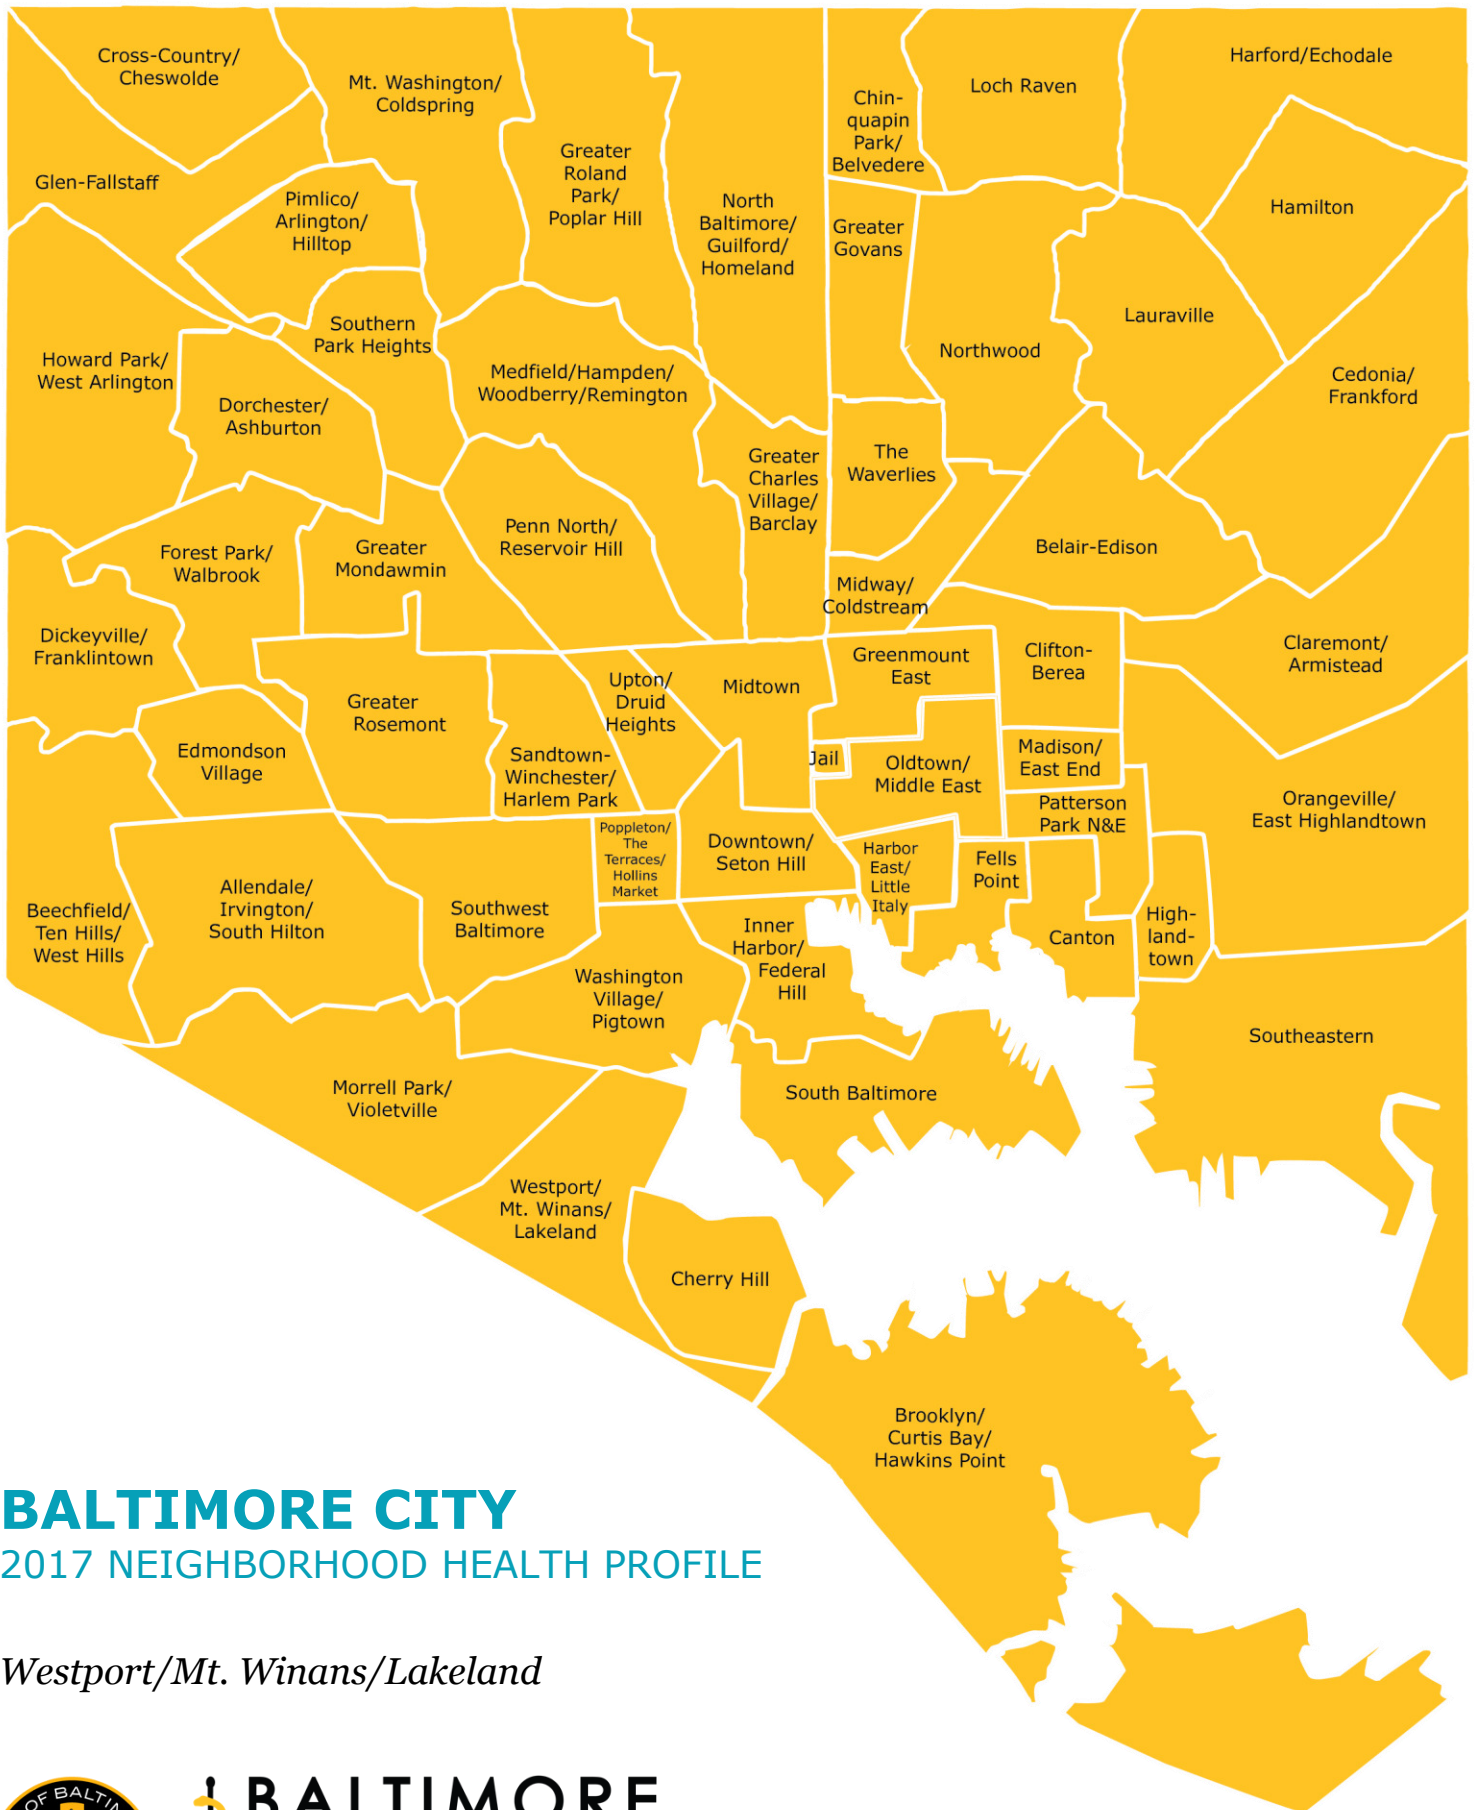 Cross-Country/
Cheswolde
Mt. Washington/
Coldspring
Greater
Roland
Park/
Poplar Hill
North
Baltimore/
Guilford/
Homeland
Chin-
quapin
Park/
Belvedere
Loch Raven
Harford/Echodale
Glen-Fallstaff
Pimlico/
Arlington/
Hilltop
Greater
Govans
Hamilton
Lauraville
Northwood
Southern
Park Heights
Howard Park/
West Arlington
Medfield/Hampden/
Woodberry/Remington
Cedonia/
Frankford
Dorchester/
Ashburton
Greater
Charles
Village/
Barclay
The
Waverlies
Penn North/
Reservoir Hill
Belair-Edison
Forest Park/
Walbrook
Greater
Mondawmin
Midway/
Coldstream
Dickeyville/
Franklintown
Claremont/
Armistead
Greenmount
East
Clifton-
Berea
Upton/
Druid
Heights
Midtown
Greater
Rosemont
Edmondson
Village
Sandtown-
Winchester/
Harlem Park
Jail
Oldtown/
Middle East
Madison/
East End
Patterson
Park N&E
Orangeville/
East Highlandtown
Poppleton/
The
Terraces/
Hollins
Market
Downtown/
Seton Hill
Harbor
East/
Little
Italy
Fells
Point
Allendale/
Irvington/
South Hilton
Beechfield/
Ten Hills/
West Hills
Southwest
Baltimore
Inner
Harbor/
Federal
Hill
Canton
High-
land-
town
Washington
Village/
Pigtown
Southeastern
Morrell Park/
Violetville
South Baltimore
Westport/
Mt. Winans/
Lakeland
Cherry Hill
Brooklyn/
Curtis Bay/
Hawkins Point
BALTIMORE CITY
2017 NEIGHBORHOOD HEALTH PROFILE
Westport/Mt. Winans/Lakeland
BALTIMORE